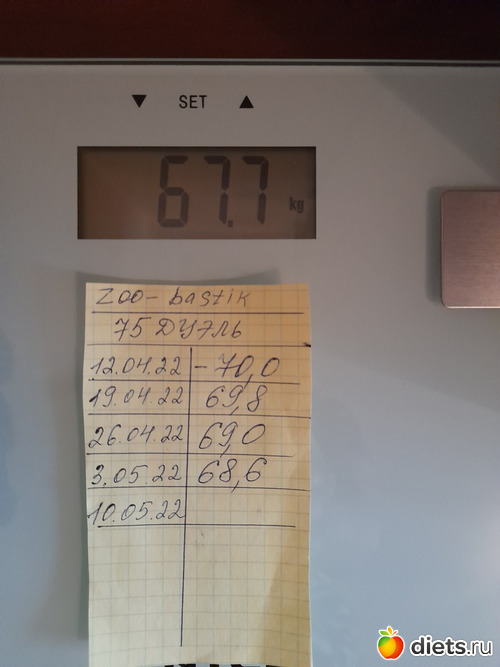 ▼ SET ▲
67.7 kg
zoo-bastik
75 ДУЭЛЬ
12.04.22 - 70,0
19.04.22 69,8
26.04.22 69,0
3.05.22 68,6
10.05.22
diets.ru